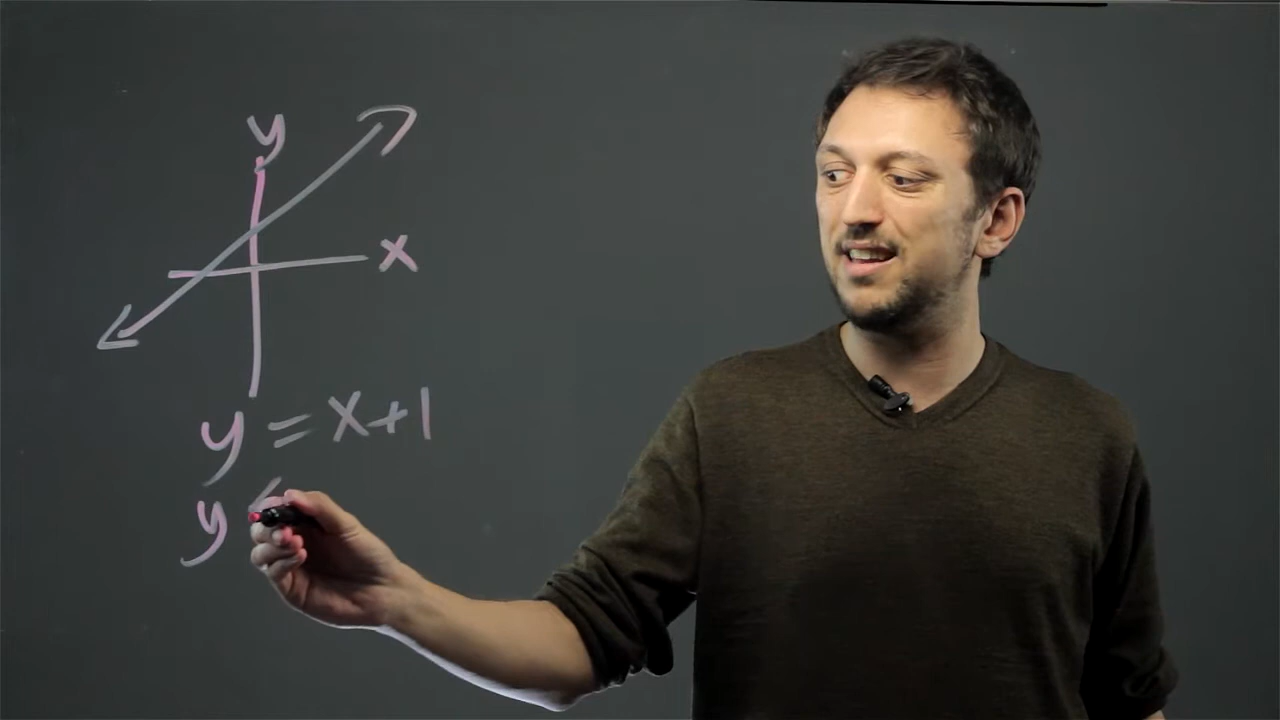 y
x
y = x+1
y <